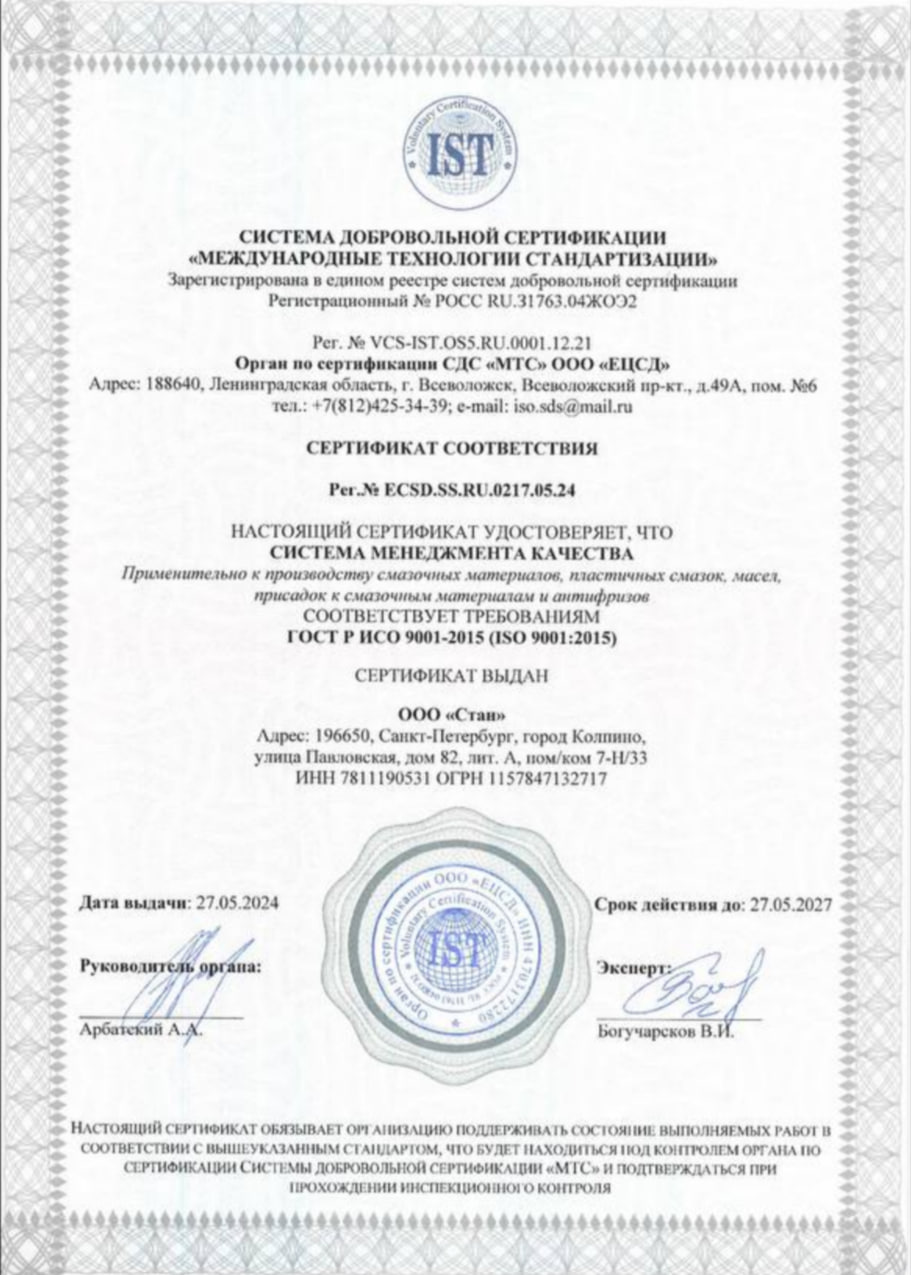 Voluntary Certification System
IST
СИСТЕМА ДОБРОВОЛЬНОЙ СЕРТИФИКАЦИИ
«МЕЖДУНАРОДНЫЕ ТЕХНОЛОГИИ СТАНДАРТИЗАЦИИ»
Зарегистрирована в едином реестре систем добровольной сертификации
Регистрационный № РОСС RU.31763.04ЖОЭ2
Рег. № VCS-IST.OS5.RU.0001.12.21
Орган по сертификации СДС «МТС» ООО «ЕЦСД»
Адрес: 188640, Ленинградская область, г. Всеволожск, Всеволожский пр-кт., д.49А, пом. №6
тел.: +7(812)425-34-39; e-mail: iso.sds@mail.ru
СЕРТИФИКАТ СООТВЕТСТВИЯ
Рег.№ ECSD.SS.RU.0217.05.24
НАСТОЯЩИЙ СЕРТИФИКАТ УДОСТОВЕРЯЕТ, ЧТО
СИСТЕМА МЕНЕДЖМЕНТА КАЧЕСТВА
Применительно к производству смазочных материалов, пластичных смазок, масел,
присадок к смазочным материалам и антифризов
СООТВЕТСТВУЕТ ТРЕБОВАНИЯМ
ГОСТ Р ИСО 9001-2015 (ISO 9001:2015)
СЕРТИФИКАТ ВЫДАН
ООО «Стан»
Адрес: 196650, Санкт-Петербург, город Колпино,
улица Павловская, дом 82, лит. А, пом/ком 7-Н/33
ИНН 7811190531 ОГРН 1157847132717
Дата выдачи: 27.05.2024
Срок действия до: 27.05.2027
Орган по сертификации ООО «ЕЦСД» ИНН 4703172280
Voluntary Certification System
IST
Руководитель органа:
Эксперт:
Арбатский А.А.
Богучарсков В.И.
НАСТОЯЩИЙ СЕРТИФИКАТ ОБЯЗЫВАЕТ ОРГАНИЗАЦИЮ ПОДДЕРЖИВАТЬ СОСТОЯНИЕ ВЫПОЛНЯЕМЫХ РАБОТ В
СООТВЕТСТВИИ С ВЫШЕУКАЗАННЫМ СТАНДАРТОМ, ЧТО БУДЕТ НАХОДИТЬСЯ ПОД КОНТРОЛЕМ ОРГАНА ПО
СЕРТИФИКАЦИИ СИСТЕМЫ ДОБРОВОЛЬНОЙ СЕРТИФИКАЦИИ «МТС» И ПОДТВЕРЖДАТЬСЯ ПРИ
ПРОХОЖДЕНИИ ИНСПЕКЦИОННОГО КОНТРОЛЯ